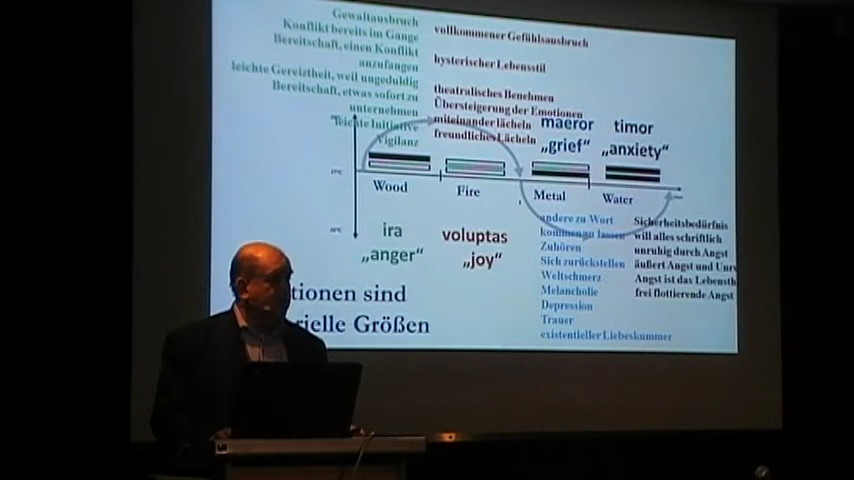 Gewaltausbruch
Konflikt bereits im Gange
Bereitschaft, einen Konflikt
anzufangen
leichte Gereiztheit, weil ungeduldig
Bereitschaft, etwas sofort zu
unternehmen
leichte Initiative
Vigilanz
vollkommener Gefühlsausbruch
hysterischer Lebensstil
theatralisches Benehmen
Übersteigerung der Emotionen
miteinander lächeln
freundliches Lächeln
maeror
„grief“
timor
„anxiety“
Wood
Fire
Metal
Water
ira
„anger“
voluptas
„joy“
andere zu Wort
kommen zu lassen
Zuhören
Sich zurückstellen
Weltschmerz
Melancholie
Depression
Trauer
existentieller Liebeskummer
Sicherheitsbedürfnis
will alles schriftlich
unruhig durch Angst
äußert Angst und Unr
Angst ist das Lebensth
frei flottierende Angst
tionen sind
rielle Größen